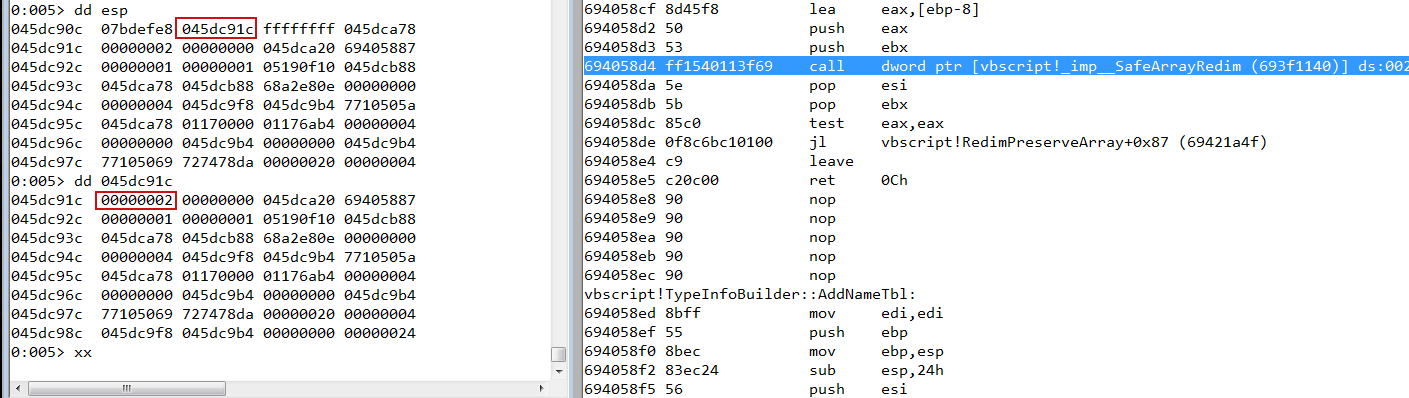 0:005> dd esp
045dc90c  07bdefe8 045dc91c ffffffff 045dca78
045dc91c  00000002 00000000 045dca20 69405887
045dc92c  00000001 00000001 05190f10 045dcb88
045dc93c  045dca78 045dcb88 68a2e80e 00000000
045dc94c  00000004 045dc9f8 045dc9b4 7710505a
045dc95c  045dca78 01170000 01176ab4 00000004
045dc96c  00000000 045dc9b4 00000000 045dc9b4
045dc97c  77105069 727478da 00000020 00000004
0:005> dd 045dc91c
045dc91c  00000002 00000000 045dca20 69405887
045dc92c  00000001 00000001 05190f10 045dcb88
045dc93c  045dca78 045dcb88 68a2e80e 00000000
045dc94c  00000004 045dc9f8 045dc9b4 7710505a
045dc95c  045dca78 01170000 01176ab4 00000004
045dc96c  00000000 045dc9b4 00000000 045dc9b4
045dc97c  77105069 727478da 00000020 00000004
045dc98c  045dc9f8 045dc9b4 00000000 00000024
0:005> xx
694058cf 8d45f8          lea     eax,[ebp-8]
694058d2 50              push    eax
694058d3 53              push    ebx
694058d4 ff1540113f69    call    dword ptr [vbscript!_imp__SafeArrayRedim (693f1140)] ds:002
694058da 5e              pop     esi
694058db 5b              pop     ebx
694058dc 85c0            test    eax,eax
694058de 0f8c6bc10100    jl      vbscript!RedimPreserveArray+0x87 (69421a4f)
694058e4 c9              leave
694058e5 c20c00          ret     0Ch
694058e8 90              nop
694058e9 90              nop
694058ea 90              nop
694058eb 90              nop
694058ec 90              nop
vbscript!TypeInfoBuilder::AddNameTbl:
694058ed 8bff            mov     edi,edi
694058ef 55              push    ebp
694058f0 8bec            mov     ebp,esp
694058f2 83ec24          sub     esp,24h
694058f5 56              push    esi